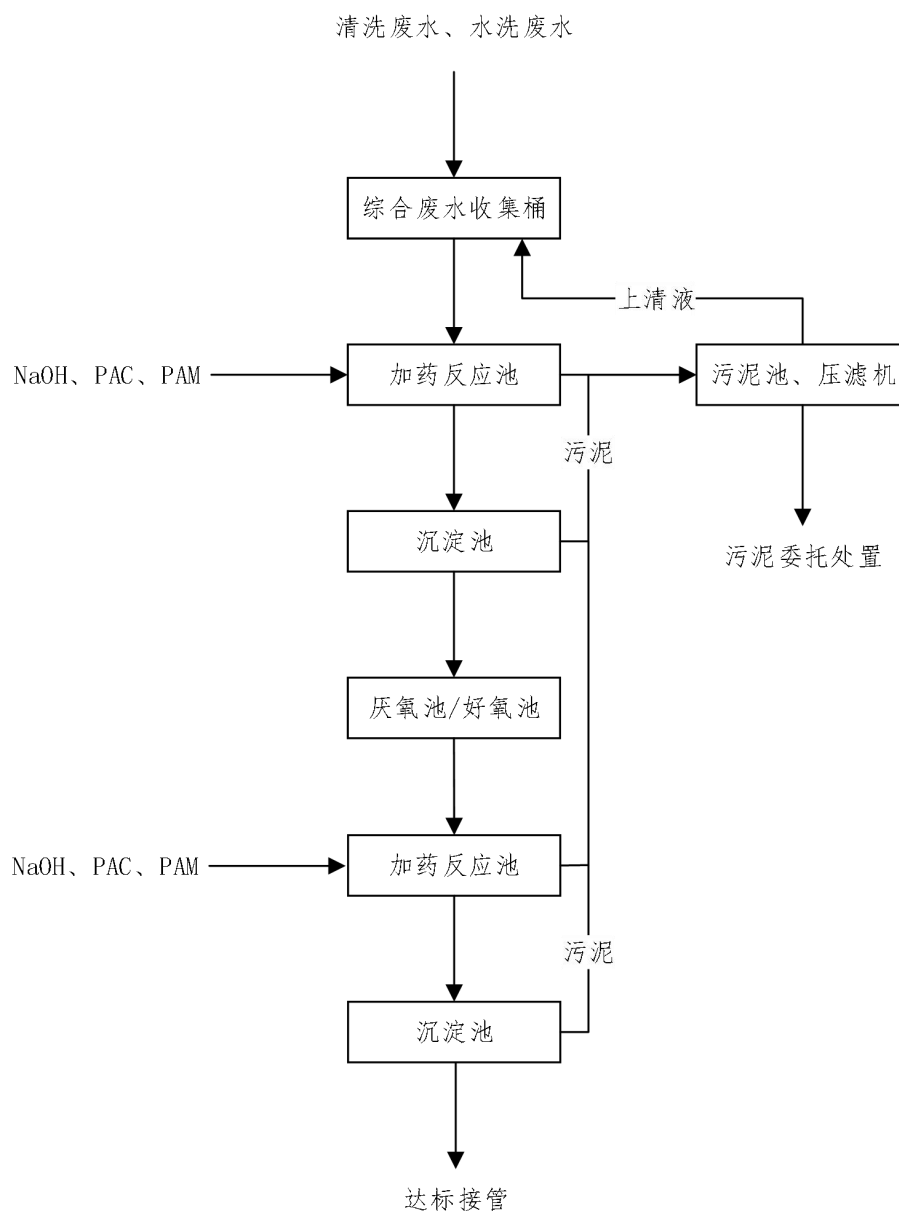 清洗废水、水洗废水
综合废水收集桶
上清液
NaOH、PAC、PAM
加药反应池
污泥池、压滤机
污泥
沉淀池
污泥委托处置
厌氧池/好氧池
NaOH、PAC、PAM
加药反应池
污泥
沉淀池
达标接管